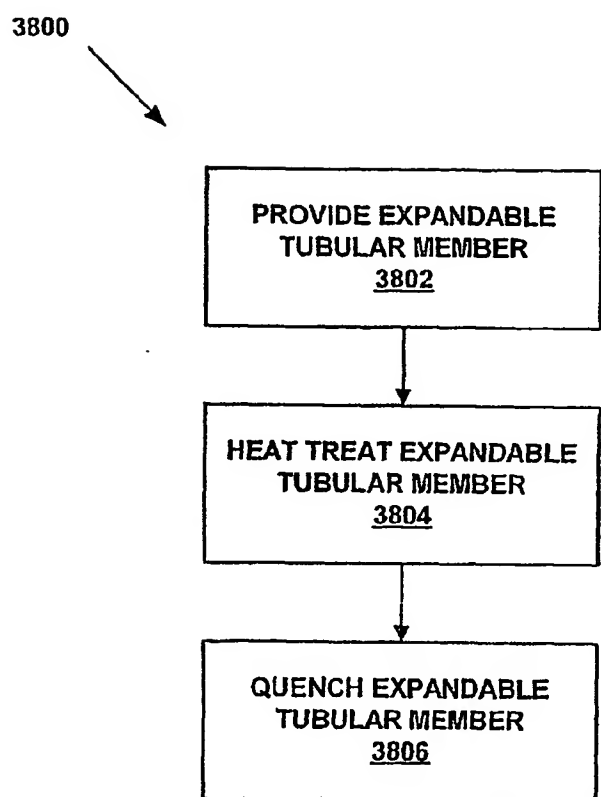 3800
PROVIDE EXPANDABLE
TUBULAR MEMBER
3802
HEAT TREAT EXPANDABLE
TUBULAR MEMBER
3804
QUENCH EXPANDABLE
TUBULAR MEMBER
3806